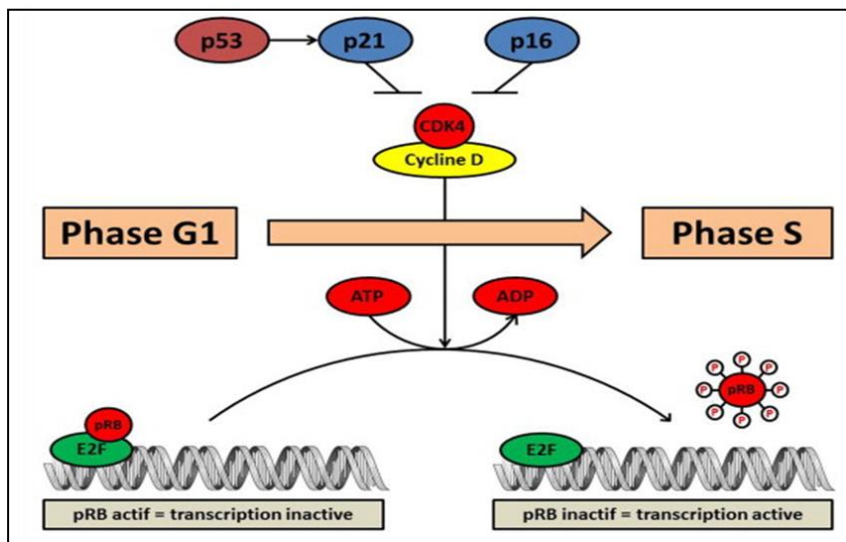 p53
p21
p16
CDK4
Cycline D
Phase G1
Phase S
ATP
ADP
pRB
E2F
P
P
P
P
P
P
P
P
pRB
E2F
pRB actif = transcription inactive
pRB inactif = transcription active